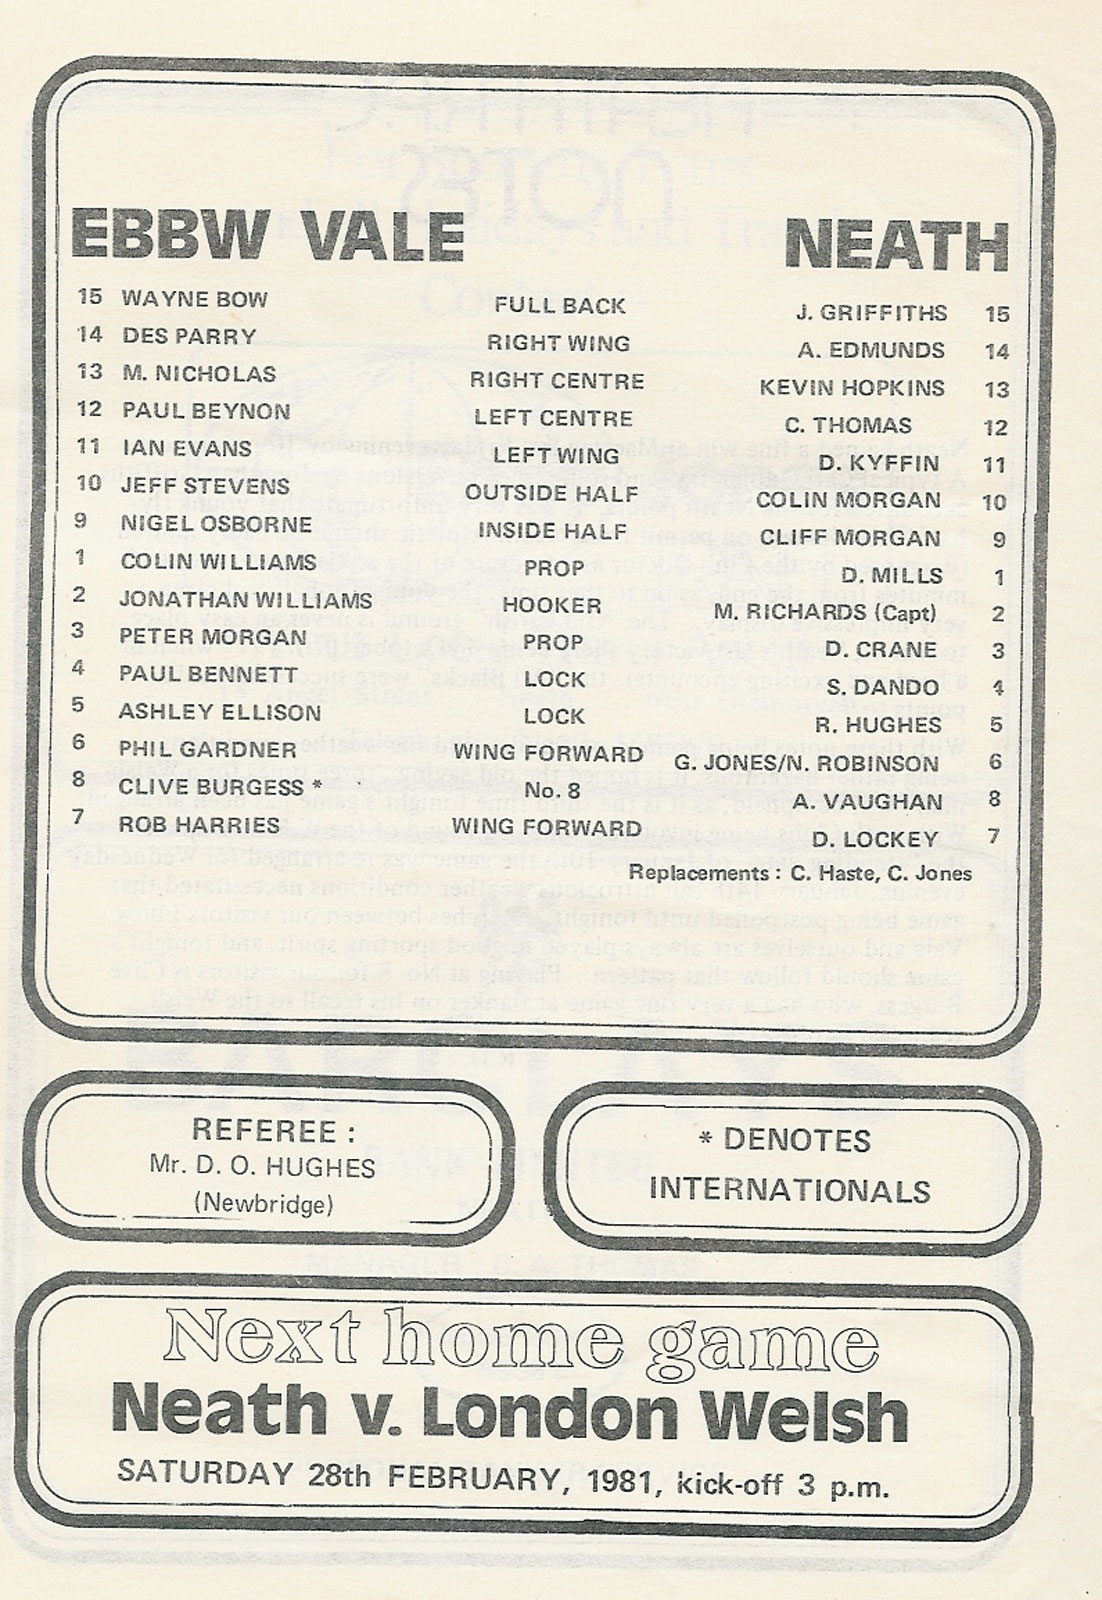 EBBW VALE NEATH
15 WAYNE BOW FULL BACK J. GRIFFITHS 15
14 DES PARRY RIGHT WING A. EDMUNDS 14
13 M. NICHOLAS RIGHT CENTRE KEVIN HOPKINS 13
12 PAUL BEYNON LEFT CENTRE C. THOMAS 12
11 IAN EVANS LEFT WING D. KYFFIN 11
10 JEFF STEVENS OUTSIDE HALF COLIN MORGAN 10
9 NIGEL OSBORNE INSIDE HALF CLIFF MORGAN 9
1 COLIN WILLIAMS PROP D. MILLS 1
2 JONATHAN WILLIAMS HOOKER M. RICHARDS (Capt) 2
3 PETER MORGAN PROP D. CRANE 3
4 PAUL BENNETT LOCK S. DANDO 4
5 ASHLEY ELLISON LOCK R. HUGHES 5
6 PHIL GARDNER WING FORWARD G. JONES/N. ROBINSON 6
8 CLIVE BURGESS * No. 8 A. VAUGHAN 8
7 ROB HARRIES WING FORWARD D. LOCKEY 7
Replacements : C. Haste, C. Jones
REFEREE :
Mr. D. O. HUGHES
(Newbridge)
* DENOTES
INTERNATIONALS
Next home game
Neath v. London Welsh
SATURDAY 28th FEBRUARY, 1981, kick-off 3 p.m.